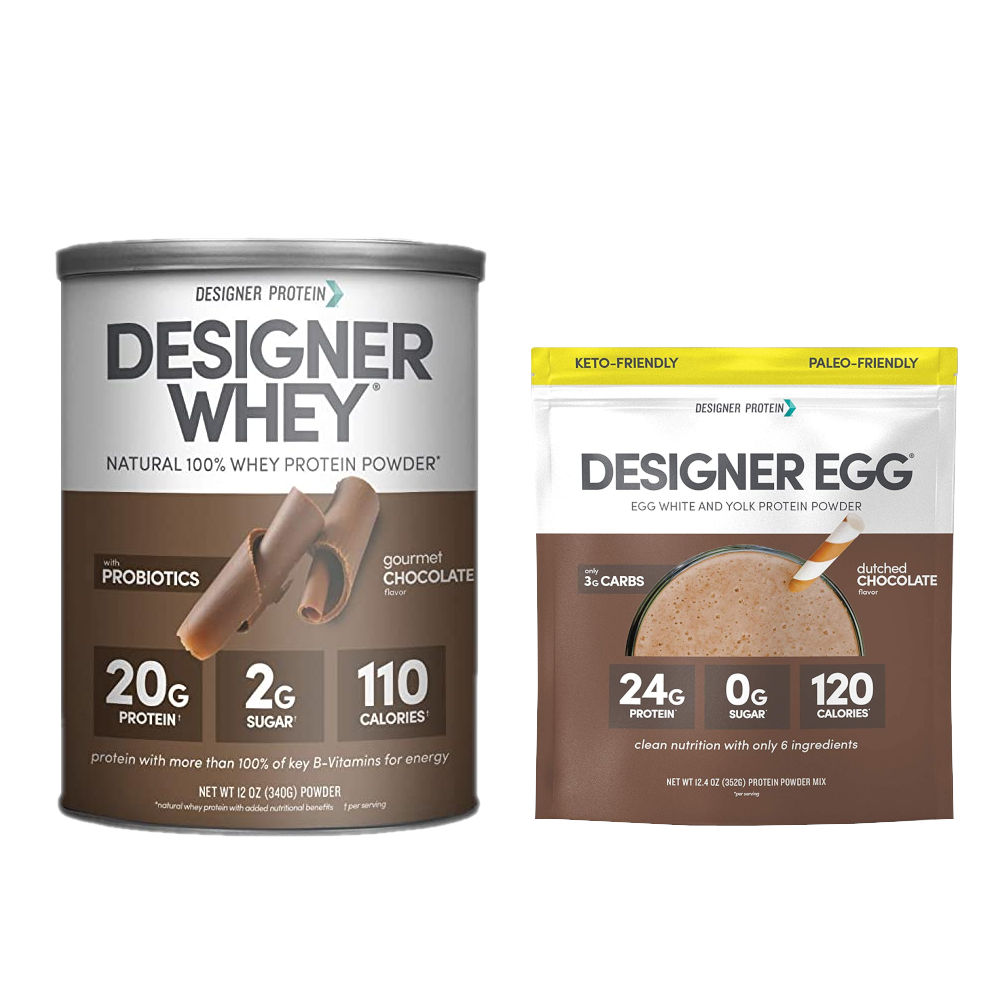 DESIGNER PROTEIN
DESIGNER
WHEY®
NATURAL 100% WHEY PROTEIN POWDER*
with
PROBIOTICS
gourmet
CHOCOLATE
flavor
20G
PROTEIN†
2G
SUGAR†
110
CALORIES†
protein with more than 100% of key B-Vitamins for energy
NET WT 12 OZ (340G) POWDER
*natural whey protein with added nutritional benefits †per serving
KETO-FRIENDLY PALEO-FRIENDLY
DESIGNER PROTEIN
DESIGNER EGG®
EGG WHITE AND YOLK PROTEIN POWDER
only
3G CARBS
dutched
CHOCOLATE
flavor
24G
PROTEIN*
0G
SUGAR*
120
CALORIES*
clean nutrition with only 6 ingredients
NET WT 12.4 OZ (352G) PROTEIN POWDER MIX
*per serving